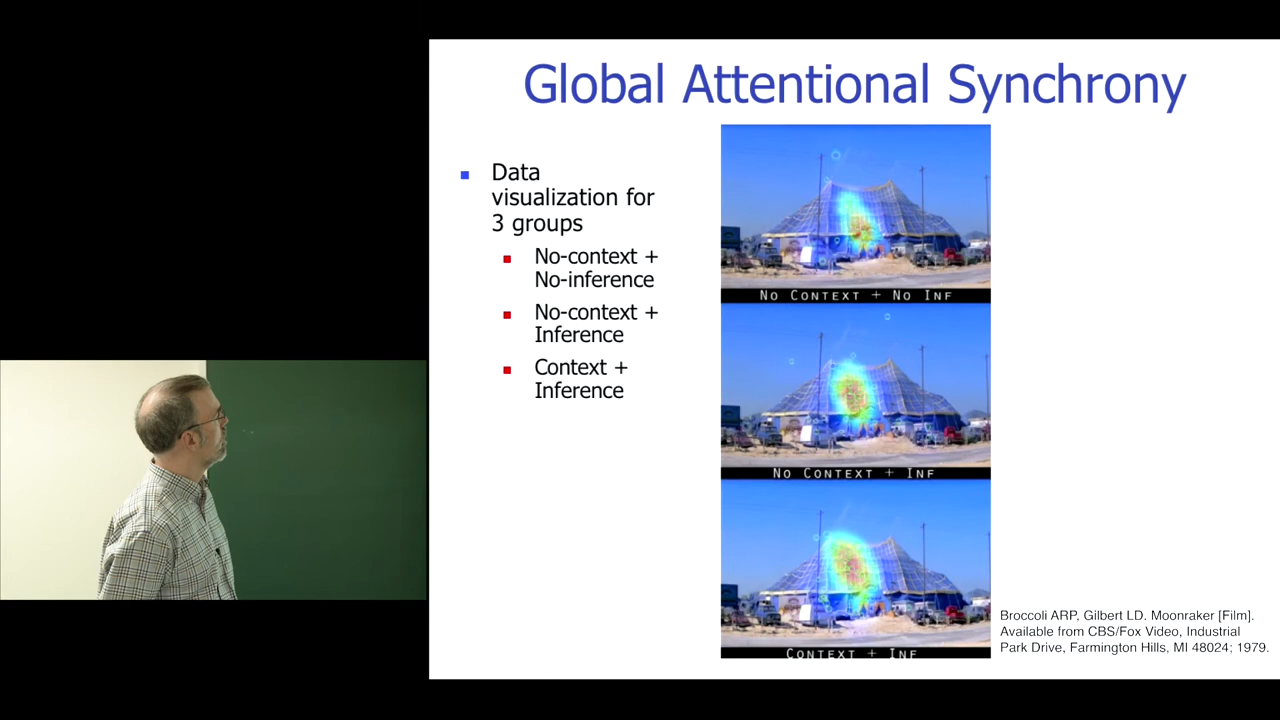 Global Attentional Synchrony
Data
visualization for
3 groups
No-context +
No-inference
No-context +
Inference
Context +
Inference
No Context + No Inf
No Context + Inf
Context + Inf
Broccoli ARP, Gilbert LD. Moonraker [Film].
Available from CBS/Fox Video, Industrial
Park Drive, Farmington Hills, MI 48024; 1979.